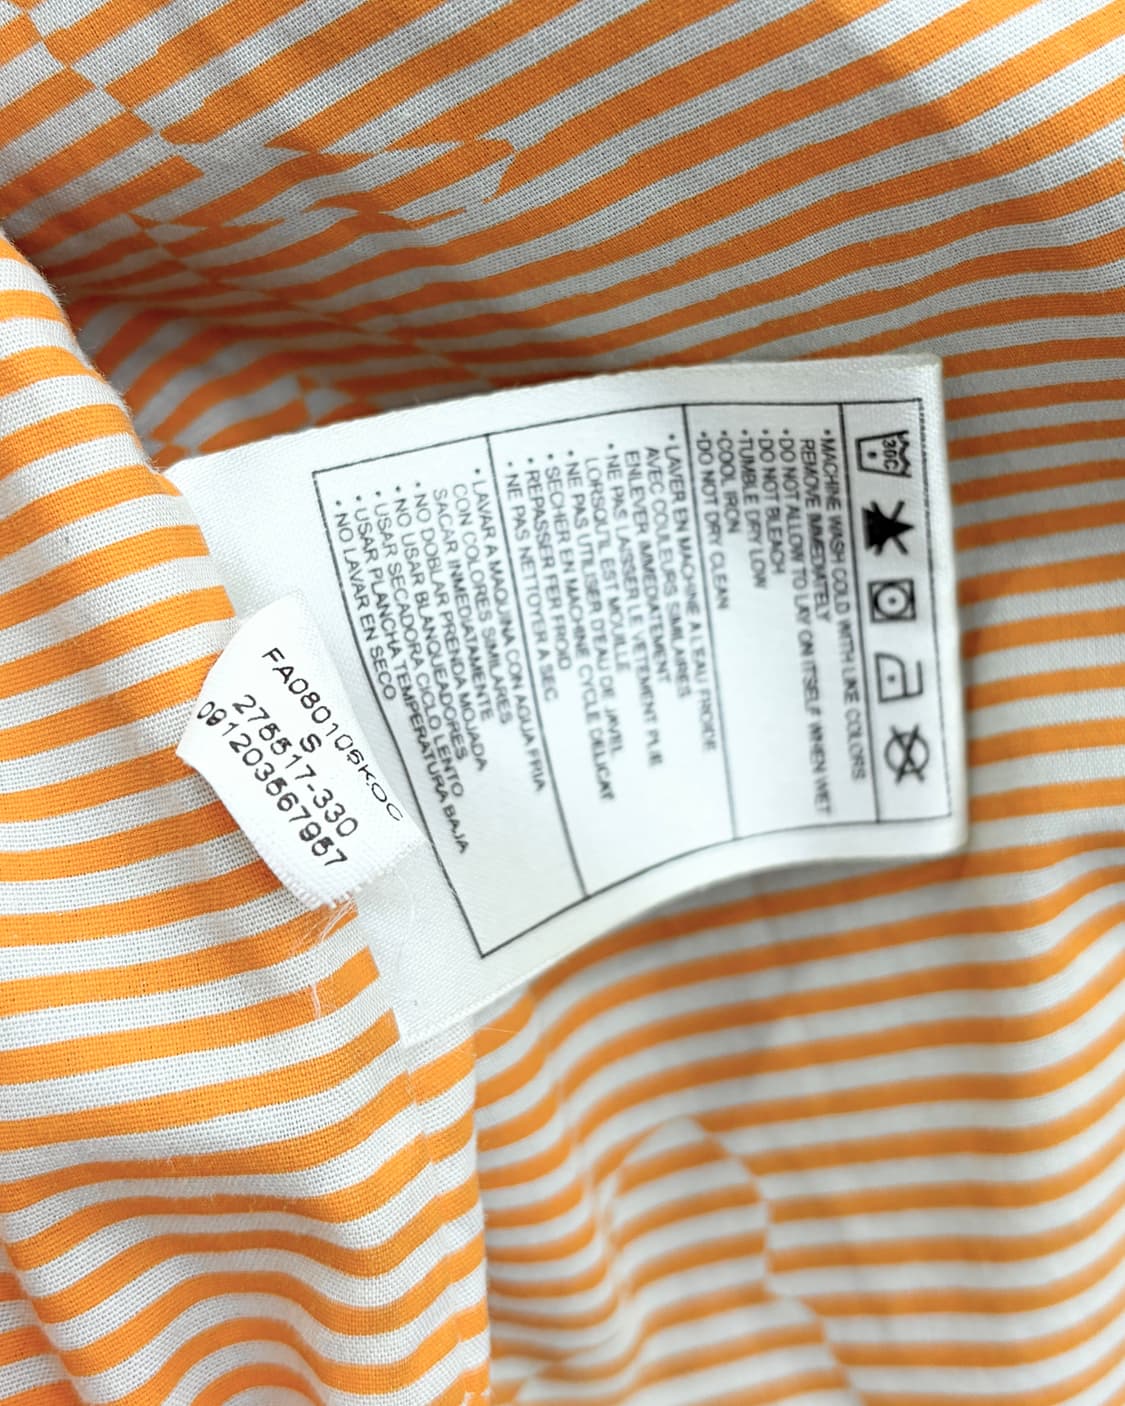 30C
•MACHINE WASH COLD WITH LIKE COLORS
REMOVE IMMEDIATELY
•DO NOT ALLOW TO LAY ON ITSELF WHEN WET
•DO NOT BLEACH
•TUMBLE DRY LOW
•COOL IRON
•DO NOT DRY CLEAN
•LAVER EN MACHINE A L'EAU FROIDE
AVEC COULEURS SIMILAIRES
ENLEVER IMMEDIATEMENT
•NE PAS LAISSER LE VETEMENT PLIE
LORSQU'IL EST MOUILLE
•NE PAS UTILISER D'EAU DE JAVEL
•SECHER EN MACHINE CYCLE DELICAT
•REPASSER FER FROID
•NE PAS NETTOYER A SEC
•LAVAR A MAQUINA CON AGUA FRIA
CON COLORES SIMILARES
SACAR INMEDIATAMENTE
•NO DOBLAR PRENDA MOJADA
•NO USAR BLANQUEADORES
•USAR SECADORA CICLO LENTO
•USAR PLANCHA TEMPERATURA BAJA
•NO LAVAR EN SECO
FA080105KOC
S
275517-330
091203567957